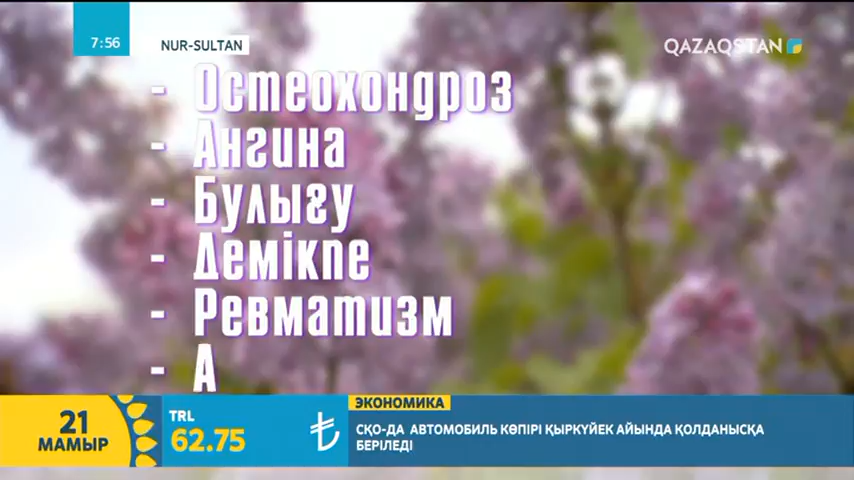 7:56
NUR-SULTAN
QAZAQSTAN
- Остеохондроз
- Ангина
- Булығу
- Демікпе
- Ревматизм
- А
21
МАМЫР
TRL
62.75
₺
ЭКОНОМИКА
СҚО-ДА АВТОМОБИЛЬ КӨПІРІ ҚЫРКҮЙЕК АЙЫНДА ҚОЛДАНЫСҚА
БЕРІЛЕДІ